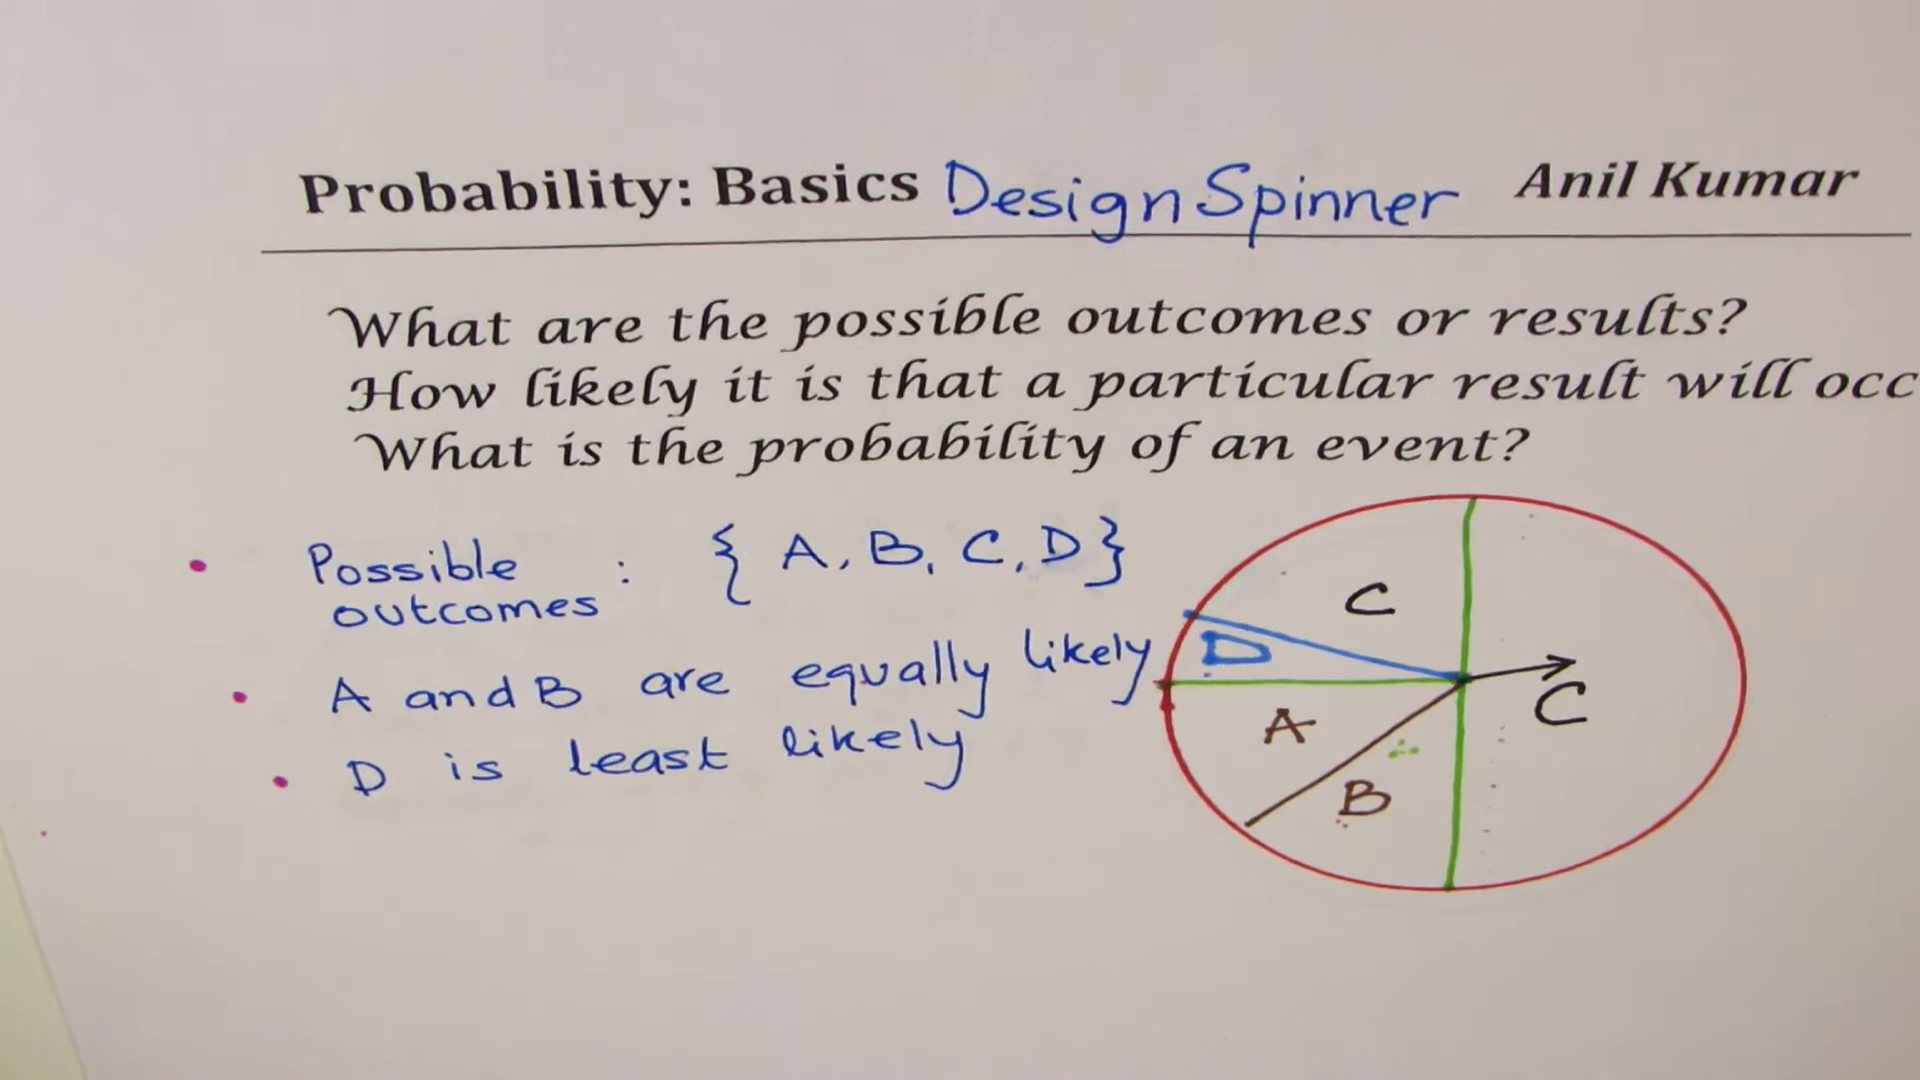 Probability: Basics Design Spinner Anil Kumar
What are the possible outcomes or results?
How likely it is that a particular result will occ
What is the probability of an event?
• Possible outcomes : { A, B, C, D }
• A and B are equally likely
• D is least likely
C
D
C
A
B